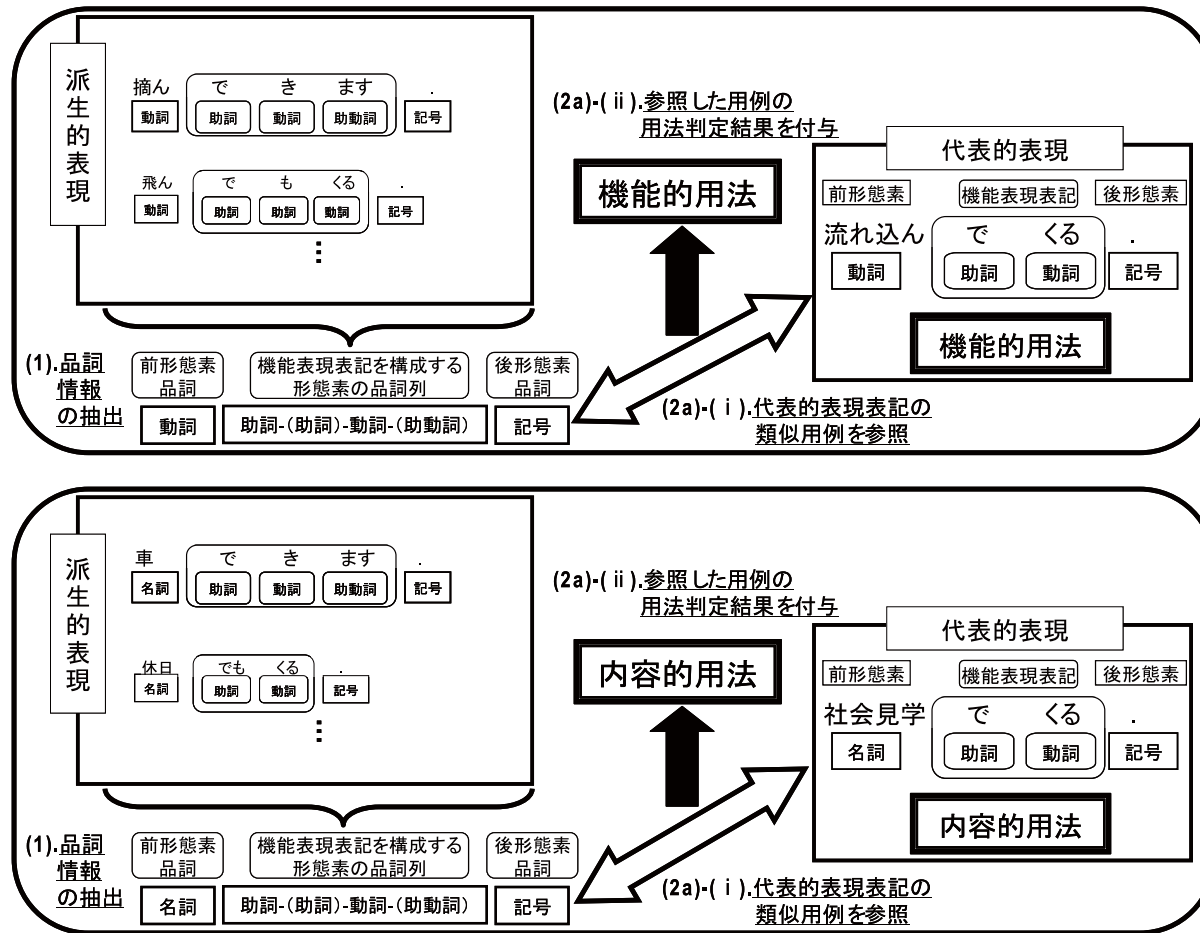 派生的表現
摘ん で き ます .
動詞 助詞 動詞 助動詞 記号
飛ん で も くる .
動詞 助詞 助詞 動詞 記号
⋮
(1).品詞
情報
の抽出
前形態素
品詞
機能表現表記を構成する
形態素の品詞列
後形態素
品詞
動詞 助詞-(助詞)-動詞-(助動詞) 記号
(2a)-(ⅱ).参照した用例の
用法判定結果を付与
機能的用法
(2a)-(ⅰ).代表的表現表記の
類似用例を参照
代表的表現
前形態素 機能表現表記 後形態素
流れ込ん で くる .
動詞 助詞 動詞 記号
機能的用法
派生的表現
車 で き ます .
名詞 助詞 動詞 助動詞 記号
休日 でも くる .
名詞 助詞 動詞 記号
⋮
(1).品詞
情報
の抽出
前形態素
品詞
機能表現表記を構成する
形態素の品詞列
後形態素
品詞
名詞 助詞-(助詞)-動詞-(助動詞) 記号
(2a)-(ⅱ).参照した用例の
用法判定結果を付与
内容的用法
(2a)-(ⅰ).代表的表現表記の
類似用例を参照
代表的表現
前形態素 機能表現表記 後形態素
社会見学 で くる .
名詞 助詞 動詞 記号
内容的用法